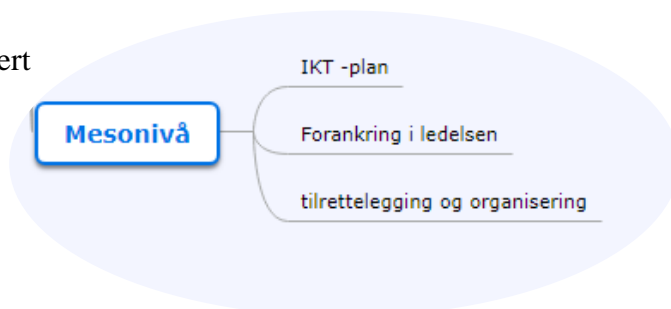 ert
IKT -plan
Mesonivå
Forankring i ledelsen
tilrettelegging og organisering